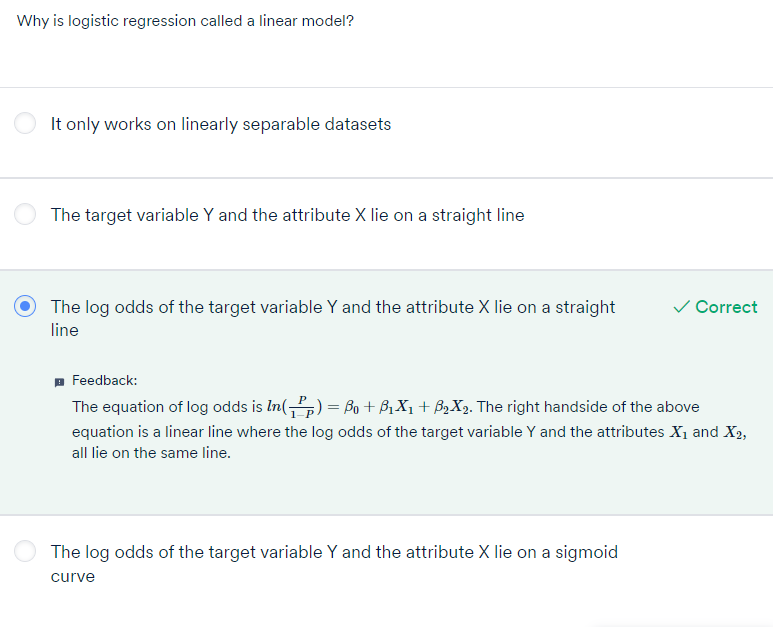 Why is logistic regression called a linear model?
It only works on linearly separable datasets
The target variable Y and the attribute X lie on a straight line
The log odds of the target variable Y and the attribute X lie on a straight
line
✓ Correct
Feedback:
The equation of log odds is ln(P/1−P) = β₀ + β₁X₁ + β₂X₂. The right handside of the above
equation is a linear line where the log odds of the target variable Y and the attributes X₁ and X₂,
all lie on the same line.
The log odds of the target variable Y and the attribute X lie on a sigmoid
curve